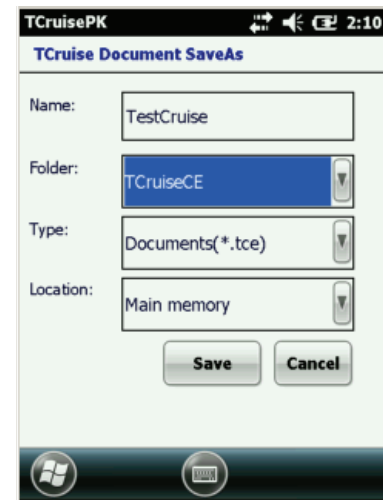 TCruisePK 2:10
TCruise Document SaveAs
Name: TestCruise
Folder: TCruiseCE
Type: Documents(*.tce)
Location: Main memory
Save Cancel